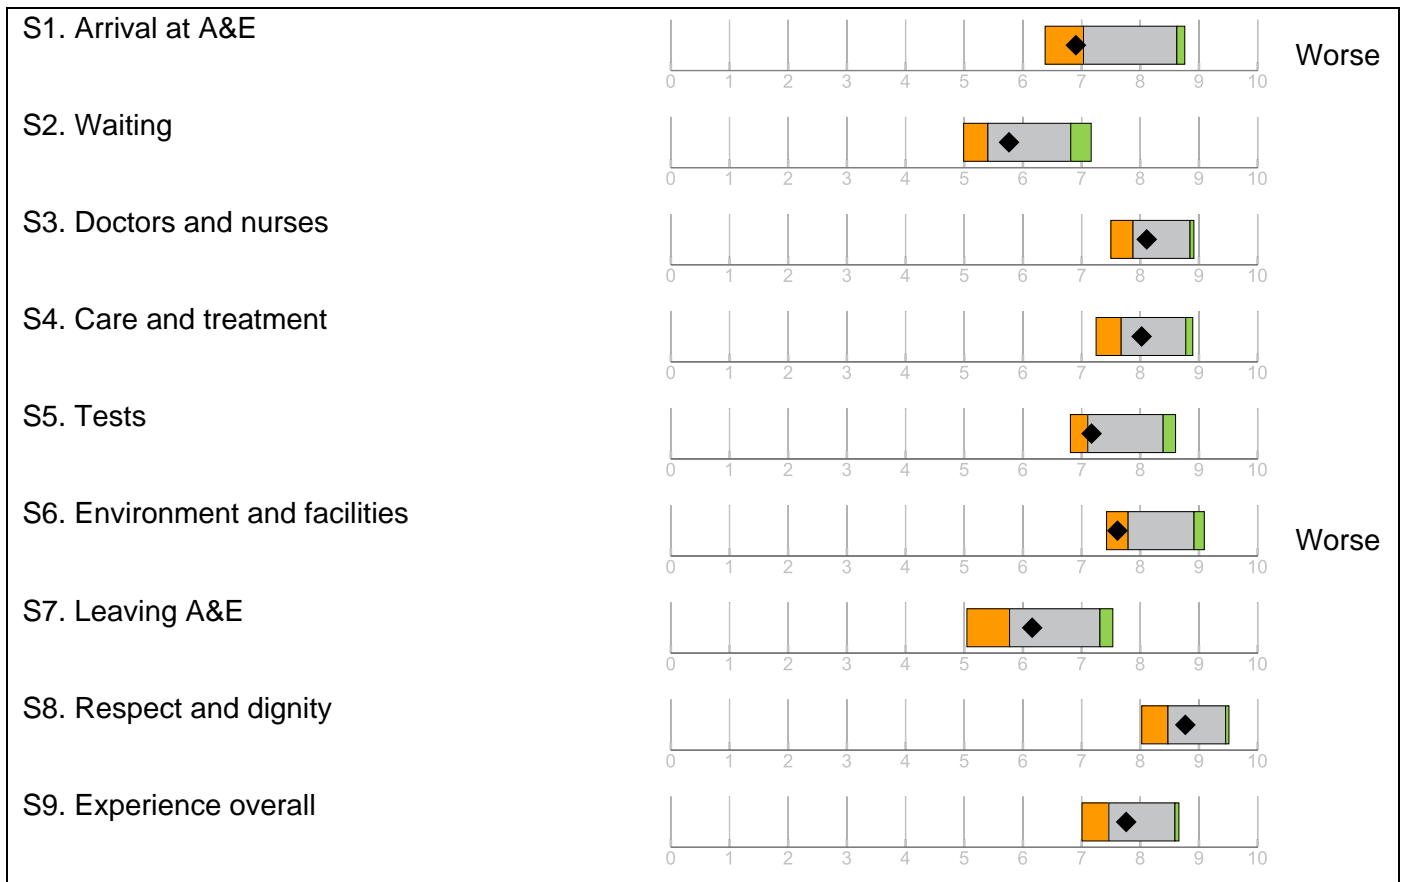 S1. Arrival at A&E
Worse
0 1 2 3 4 5 6 7 8 9 10
S2. Waiting
0 1 2 3 4 5 6 7 8 9 10
S3. Doctors and nurses
0 1 2 3 4 5 6 7 8 9 10
S4. Care and treatment
0 1 2 3 4 5 6 7 8 9 10
S5. Tests
0 1 2 3 4 5 6 7 8 9 10
S6. Environment and facilities
Worse
0 1 2 3 4 5 6 7 8 9 10
S7. Leaving A&E
0 1 2 3 4 5 6 7 8 9 10
S8. Respect and dignity
0 1 2 3 4 5 6 7 8 9 10
S9. Experience overall
0 1 2 3 4 5 6 7 8 9 10